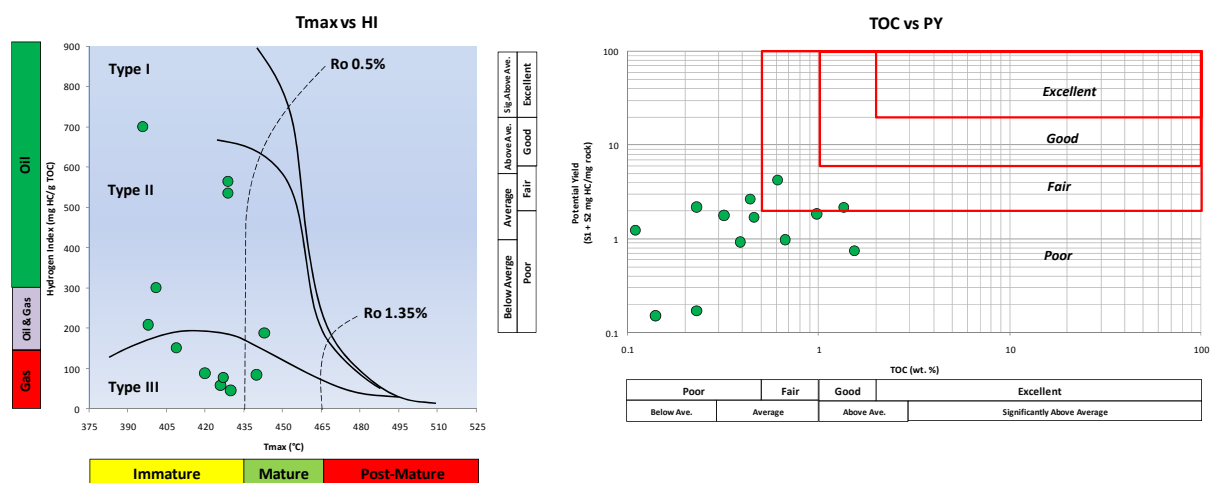 Tmax vs HI
Oil
Oil & Gas
Gas
Hydrogen Index (mg HC/g TOC)
900
800
700
600
500
400
300
200
100
0
Type I
Type II
Type III
Ro 0.5%
Ro 1.35%
375 405 420 435 450 465 480 495 510 525
390
Tmax (°C)
Immature Mature Post-Mature
Sig. Above Ave.
Above Ave.
Average
Below Averge
Excellent
Good
Fair
Poor
TOC vs PY
Potential Yield
(S1 + S2 mg HC/mg rock)
100
10
1
0.1
Excellent
Good
Fair
Poor
0.1 1 10 100
TOC (wt. %)
Poor Fair Good Excellent
Below Ave. Average Above Ave. Significantly Above Average